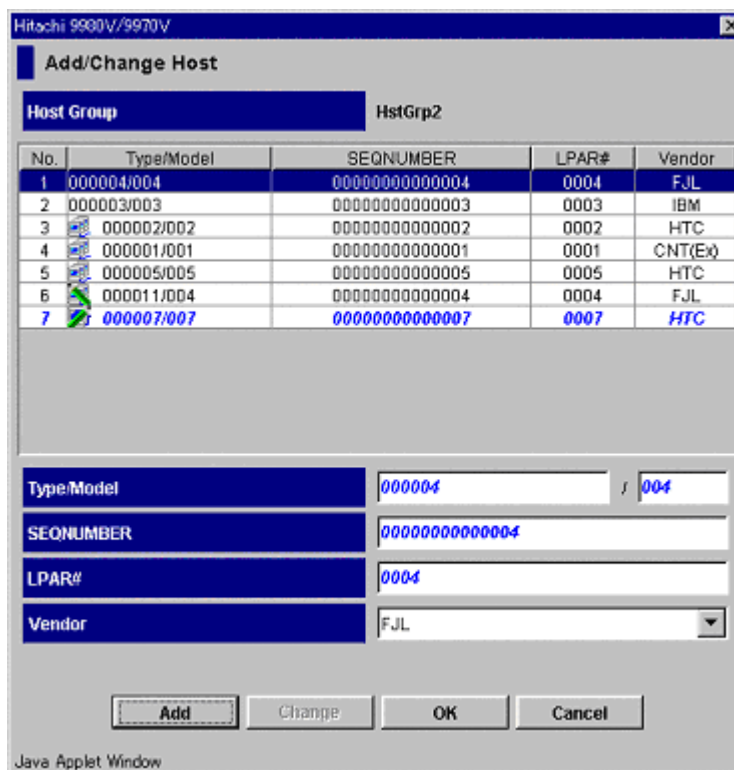 Hitachi 9980V/9970V
Add/Change Host
Host Group HstGrp2
No. Type/Model SEQNUMBER LPAR# Vendor
1 000004/004 00000000000004 0004 FJL
2 000003/003 00000000000003 0003 IBM
3 000002/002 00000000000002 0002 HTC
4 000001/001 00000000000001 0001 CNT(Ex)
5 000005/005 00000000000005 0005 HTC
6 000011/004 00000000000004 0004 FJL
7 000007/007 00000000000007 0007 HTC
Type/Model 000004 / 004
SEQNUMBER 00000000000004
LPAR# 0004
Vendor FJL
Add Change OK Cancel
Java Applet Window